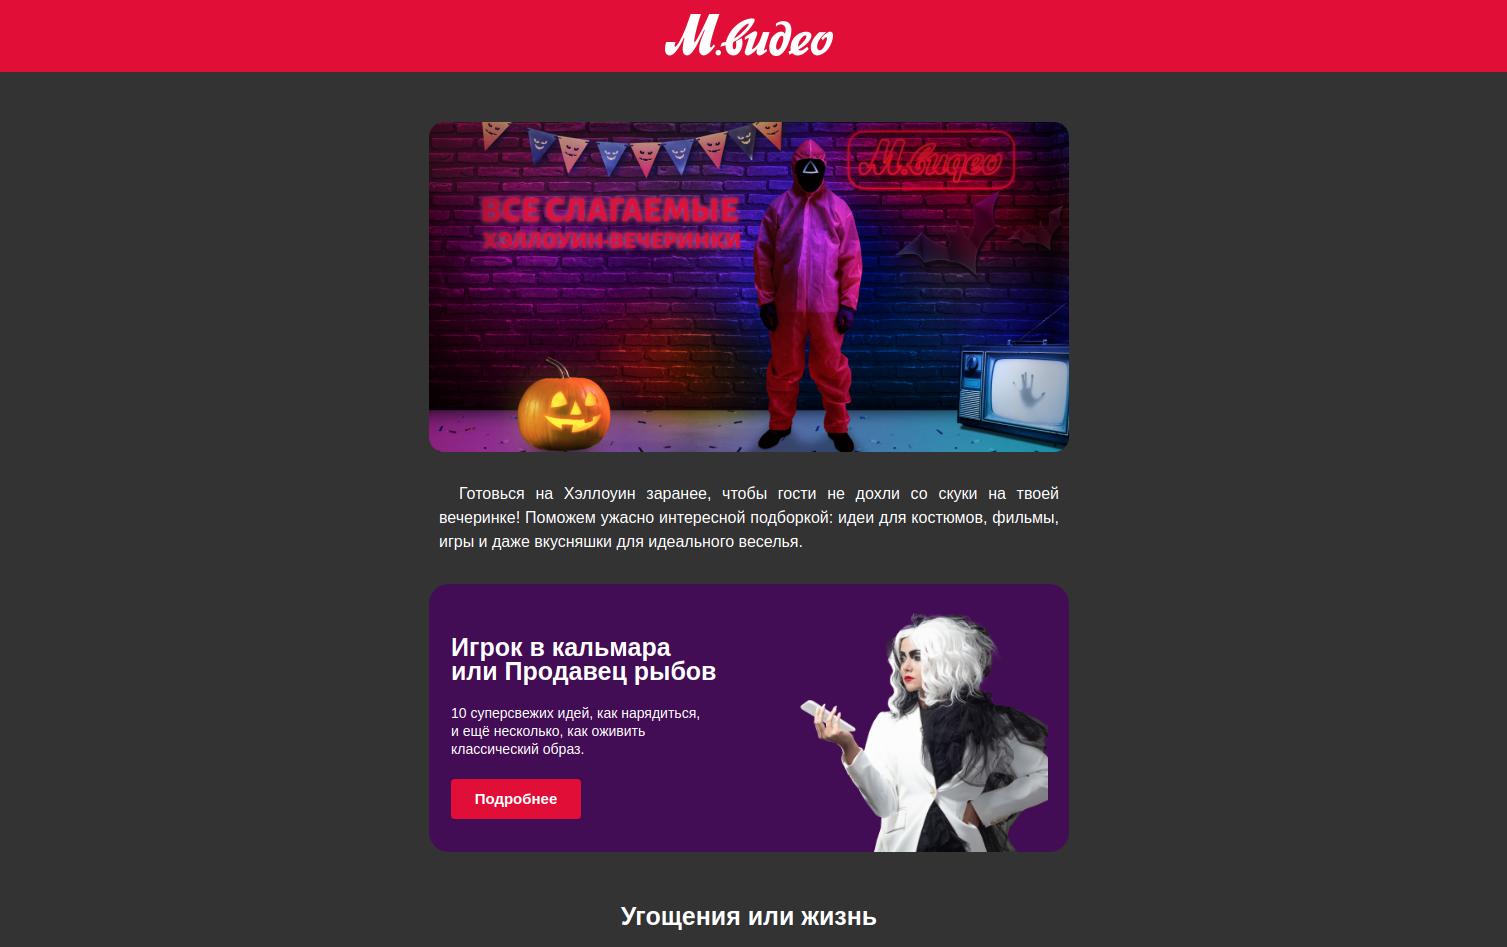 М.видео
М.видео
ВСЕ СЛАГАЕМЫЕ
ХЭЛЛОУИН-ВЕЧЕРИНКИ
Готовься на Хэллоуин заранее, чтобы гости не дохли со скуки на твоей
вечеринке! Поможем ужасно интересной подборкой: идеи для костюмов, фильмы,
игры и даже вкусняшки для идеального веселья.
Игрок в кальмара
или Продавец рыбов
10 суперсвежих идей, как нарядиться,
и ещё несколько, как оживить
классический образ.
Подробнее
Угощения или жизнь